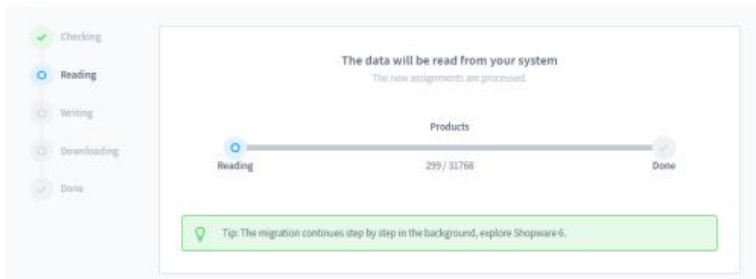 Checking
Reading
Writing
Downloading
Done
The data will be read from your system
The new assignments are processed.
Products
Reading
299 / 31768
Done
Tip: The migration continues step by step in the background, explore Shopware 6.